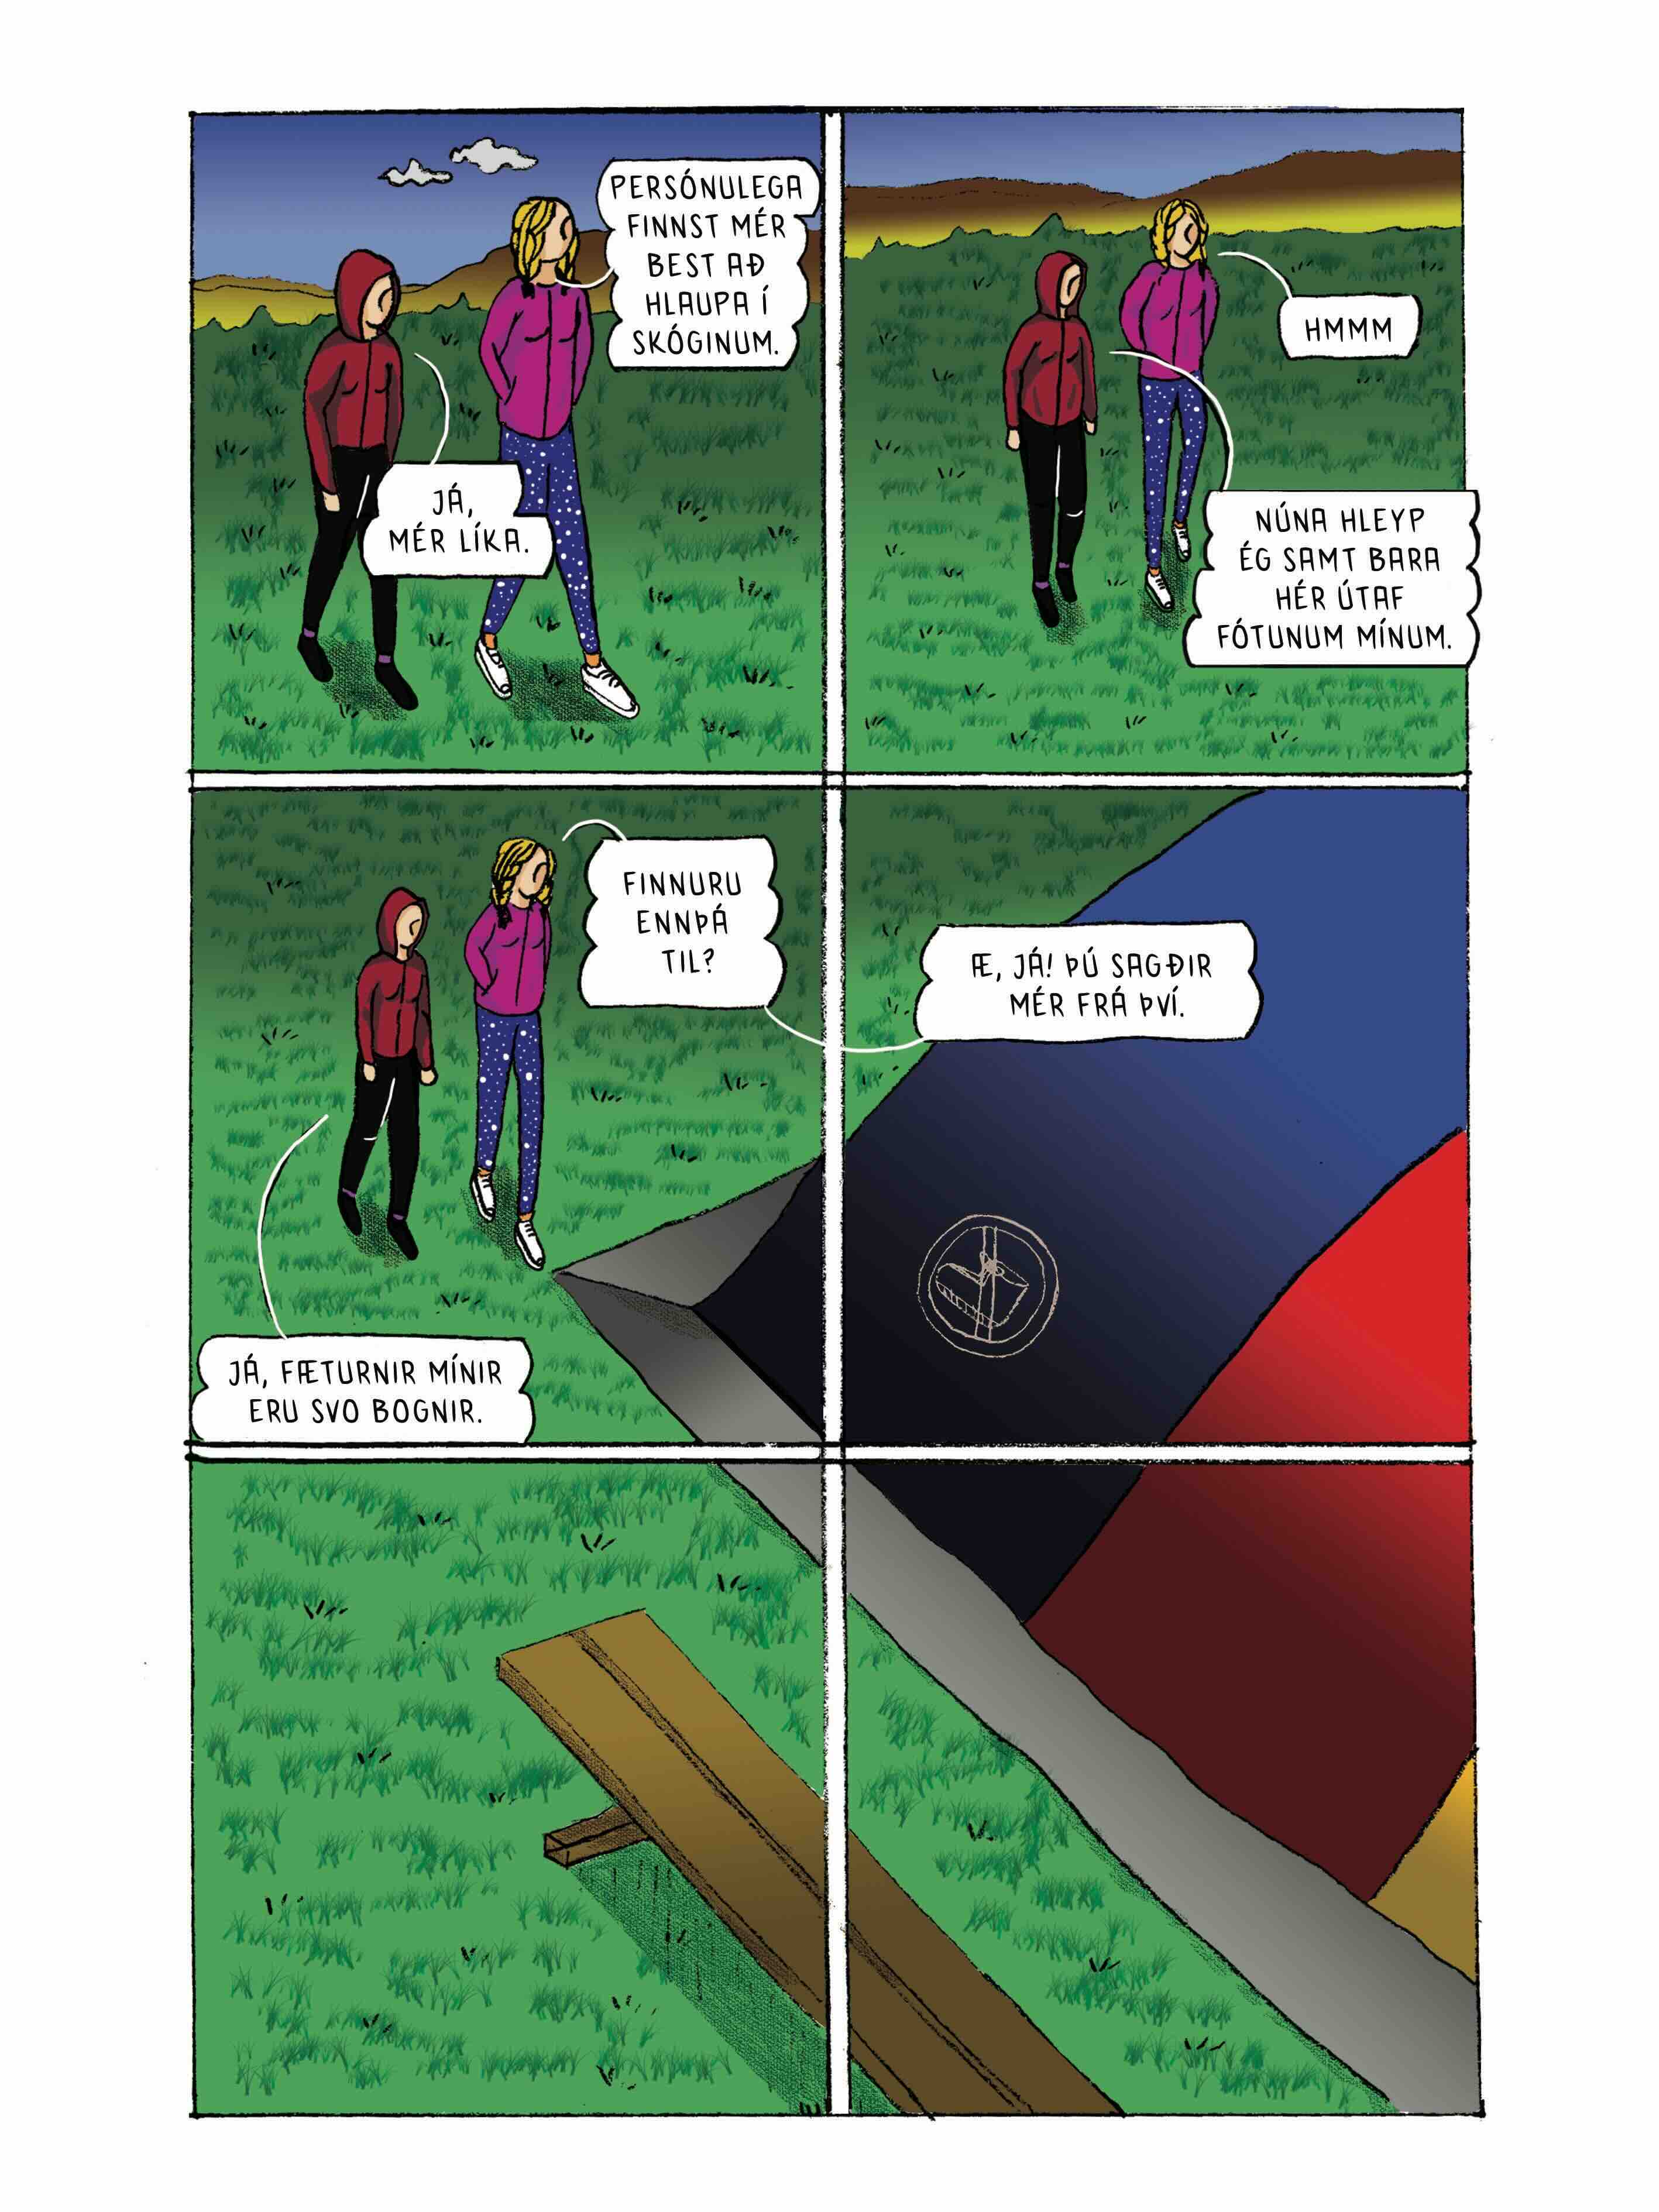 PERSÓNULEGA
FINNST MÉR
BEST AÐ
HLAUPA Í
SKÓGINUM.
JÁ,
MÉR LÍKA.
HMMM
NÚNA HLEYP
ÉG SAMT BARA
HÉR ÚTAF
FÓTUNUM MÍNUM.
FINNURU
ENNÞÁ
TIL?
Æ, JÁ! ÞÚ SAGÐIR
MÉR FRÁ ÞVÍ.
JÁ, FÆTURNIR MÍNIR
ERU SVO BOGNIR.